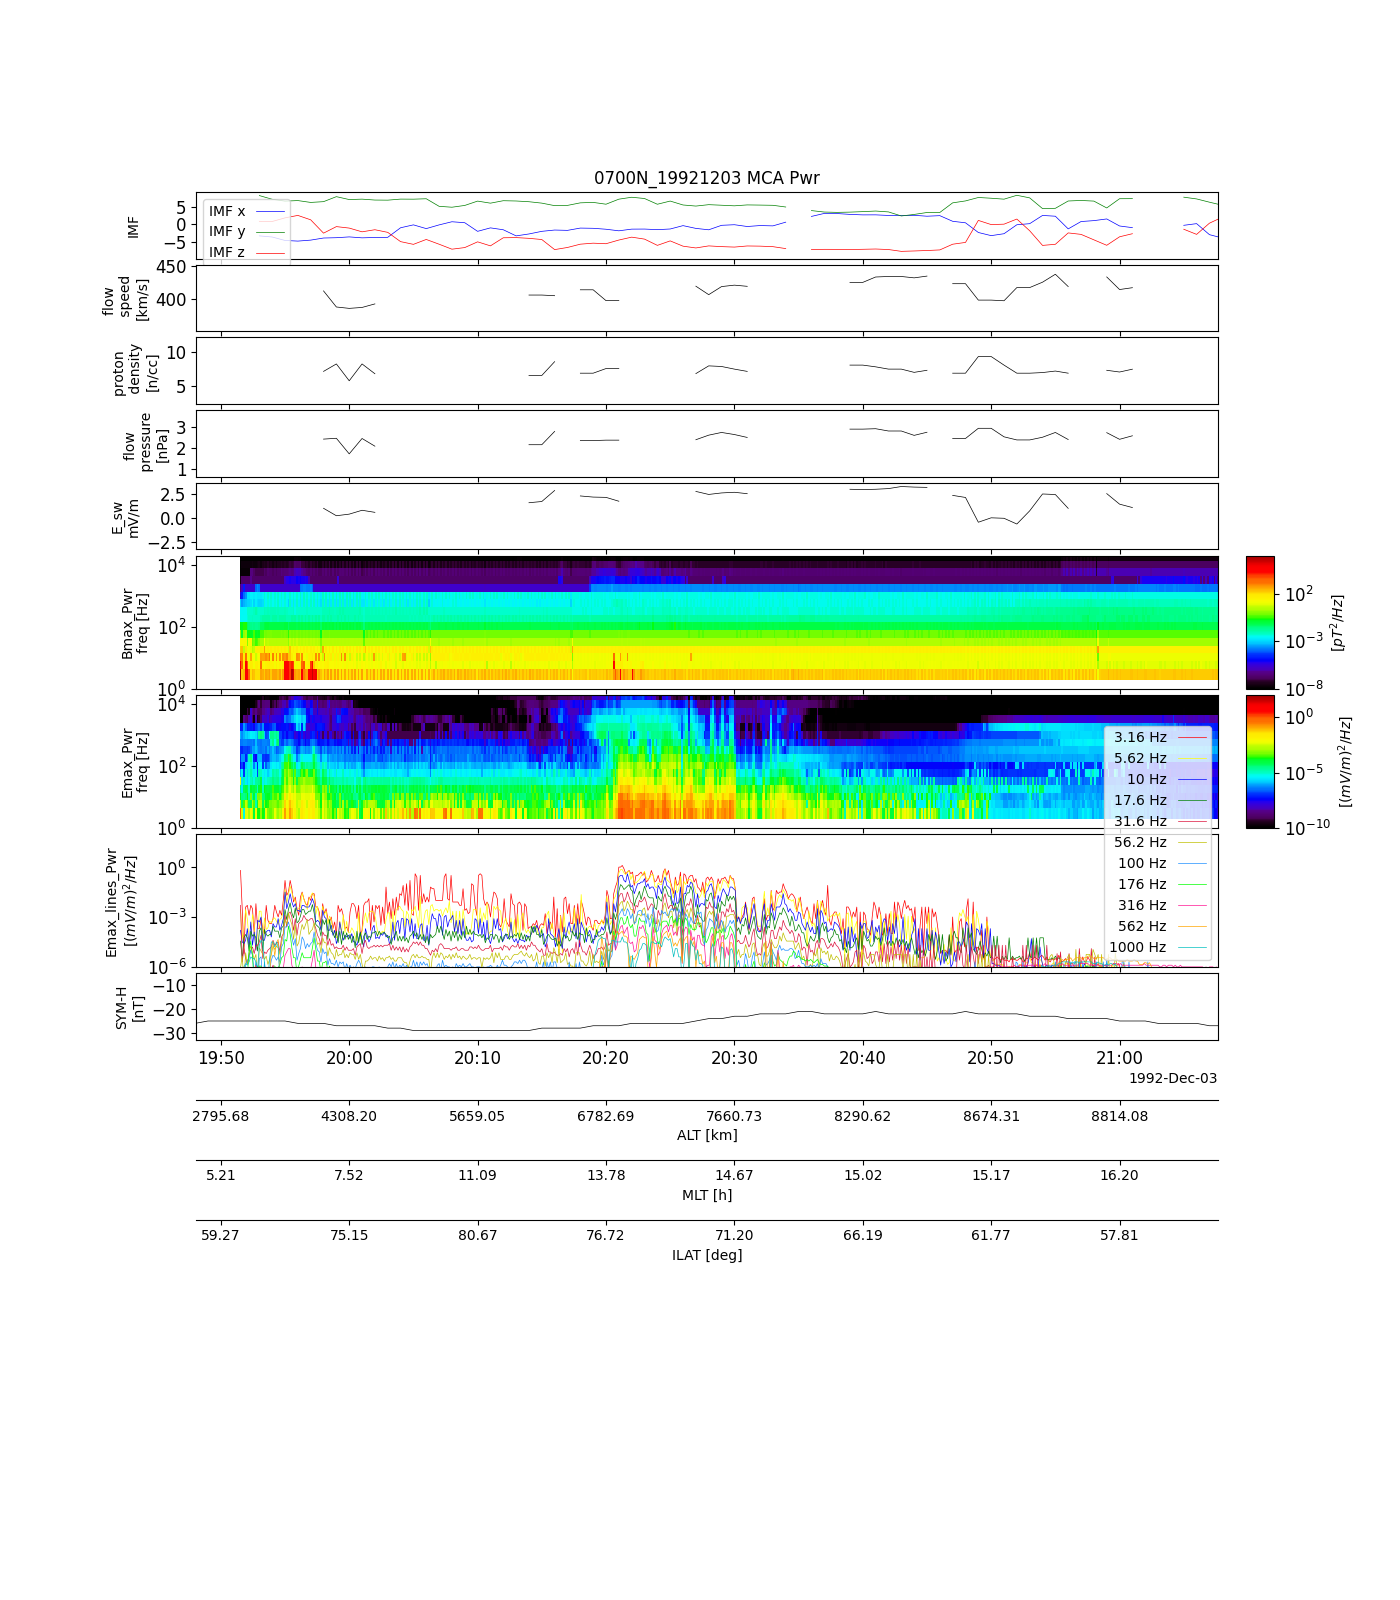 0700N_19921203 MCA Pwr
IMF
5
0
−5
IMF x
IMF y
IMF z
flow
speed
[km/s]
450
400
proton
density
[n/cc]
10
5
flow
pressure
[nPa]
3
2
1
E_sw
mV/m
2.5
0.0
−2.5
Bmax_Pwr
freq [Hz]
10^4
10^2
10^0
10^2
10^−3
10^−8
[pT^2/Hz]
Emax_Pwr
freq [Hz]
10^4
10^2
10^0
10^0
10^−5
10^−10
[(mV/m)^2/Hz]
3.16 Hz
5.62 Hz
10 Hz
17.6 Hz
31.6 Hz
56.2 Hz
100 Hz
176 Hz
316 Hz
562 Hz
1000 Hz
Emax_lines_Pwr
[(mV/m)^2/Hz]
10^0
10^−3
10^−6
SYM-H
[nT]
−10
−20
−30
19:50 20:00 20:10 20:20 20:30 20:40 20:50 21:00
1992-Dec-03
2795.68 4308.20 5659.05 6782.69 7660.73 8290.62 8674.31 8814.08
ALT [km]
5.21 7.52 11.09 13.78 14.67 15.02 15.17 16.20
MLT [h]
59.27 75.15 80.67 76.72 71.20 66.19 61.77 57.81
ILAT [deg]